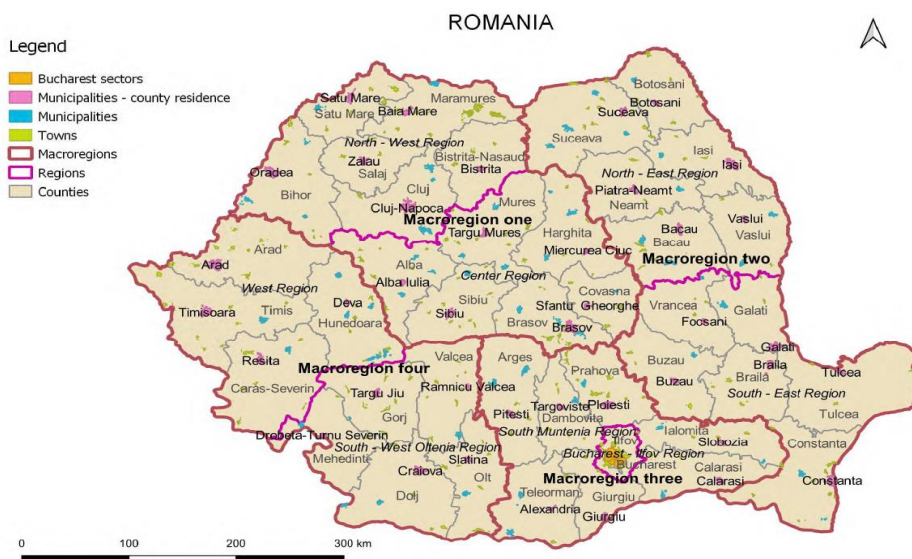 ROMANIA
Legend
Bucharest sectors
Municipalities - county residence
Municipalities
Towns
Macroregions
Regions
Counties
Botosani
Botosani
Suceava
Suceava
Satu Mare
Satu Mare
Maramures
Baia Mare
North - West Region
Zalau
Salaj
Bistrita-Nasaud
Bistrita
Oradea
Bihor
Cluj
Cluj-Napoca
Iasi
Iasi
North - East Region
Piatra-Neamt
Neamt
Mures
Macroregion one
Targu Mures
Harghita
Miercurea Ciuc
Bacau
Bacau
Vaslui
Vaslui
Macroregion two
Arad
Arad
West Region
Timis
Timisoara
Deva
Hunedoara
Alba
Alba Iulia
Center Region
Sibiu
Sibiu
Covasna
Sfantu Gheorghe
Brasov
Brasov
Vrancea
Focsani
Galati
Galati
Resita
Caras-Severin
Macroregion four
Valcea
Ramnicu Valcea
Targu Jiu
Gorj
Arges
Prahova
Buzau
Buzau
Braila
Brailă
Tulcea
Tulcea
South - East Region
Pitesti
Targoviste
Ploiesti
Dambovita
South Muntenia Region
Drobeta-Turnu Severin
South - West Oltenia Region
Mehedinti
Slatina
Craiova
Olt
Dolj
Ilfov
Ialomita
Slobozia
Bucharest - Ilfov Region
Bucharest
Calarasi
Calarasi
Constanta
Constanta
Macroregion three
Teleorman
Alexandria
Giurgiu
Giurgiu
0 100 200 300 km